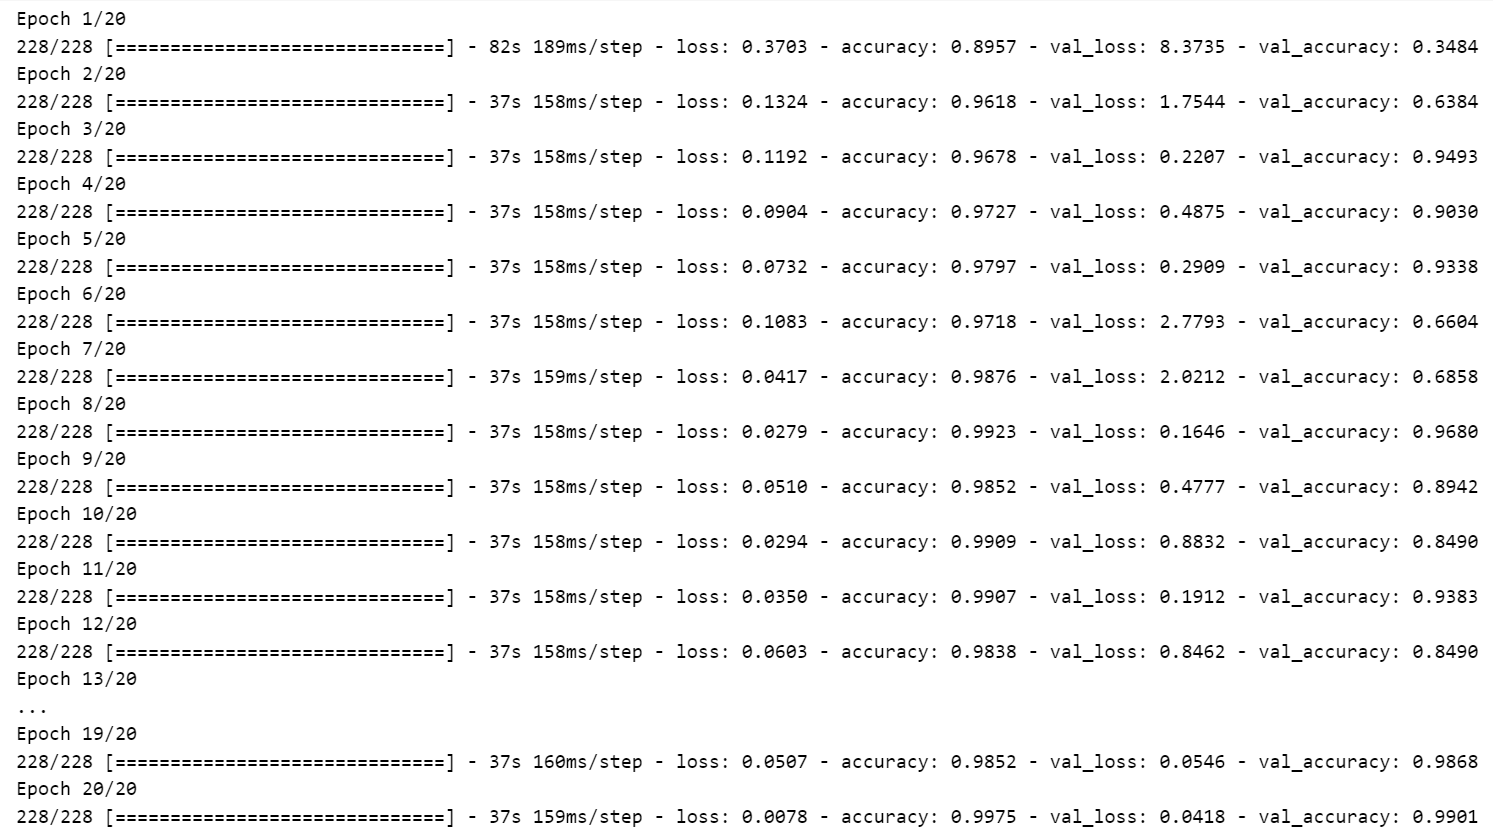 Epoch 1/20
228/228 [==============================] - 82s 189ms/step - loss: 0.3703 - accuracy: 0.8957 - val_loss: 8.3735 - val_accuracy: 0.3484
Epoch 2/20
228/228 [==============================] - 37s 158ms/step - loss: 0.1324 - accuracy: 0.9618 - val_loss: 1.7544 - val_accuracy: 0.6384
Epoch 3/20
228/228 [==============================] - 37s 158ms/step - loss: 0.1192 - accuracy: 0.9678 - val_loss: 0.2207 - val_accuracy: 0.9493
Epoch 4/20
228/228 [==============================] - 37s 158ms/step - loss: 0.0904 - accuracy: 0.9727 - val_loss: 0.4875 - val_accuracy: 0.9030
Epoch 5/20
228/228 [==============================] - 37s 158ms/step - loss: 0.0732 - accuracy: 0.9797 - val_loss: 0.2909 - val_accuracy: 0.9338
Epoch 6/20
228/228 [==============================] - 37s 158ms/step - loss: 0.1083 - accuracy: 0.9718 - val_loss: 2.7793 - val_accuracy: 0.6604
Epoch 7/20
228/228 [==============================] - 37s 159ms/step - loss: 0.0417 - accuracy: 0.9876 - val_loss: 2.0212 - val_accuracy: 0.6858
Epoch 8/20
228/228 [==============================] - 37s 158ms/step - loss: 0.0279 - accuracy: 0.9923 - val_loss: 0.1646 - val_accuracy: 0.9680
Epoch 9/20
228/228 [==============================] - 37s 158ms/step - loss: 0.0510 - accuracy: 0.9852 - val_loss: 0.4777 - val_accuracy: 0.8942
Epoch 10/20
228/228 [==============================] - 37s 158ms/step - loss: 0.0294 - accuracy: 0.9909 - val_loss: 0.8832 - val_accuracy: 0.8490
Epoch 11/20
228/228 [==============================] - 37s 158ms/step - loss: 0.0350 - accuracy: 0.9907 - val_loss: 0.1912 - val_accuracy: 0.9383
Epoch 12/20
228/228 [==============================] - 37s 158ms/step - loss: 0.0603 - accuracy: 0.9838 - val_loss: 0.8462 - val_accuracy: 0.8490
Epoch 13/20
...
Epoch 19/20
228/228 [==============================] - 37s 160ms/step - loss: 0.0507 - accuracy: 0.9852 - val_loss: 0.0546 - val_accuracy: 0.9868
Epoch 20/20
228/228 [==============================] - 37s 159ms/step - loss: 0.0078 - accuracy: 0.9975 - val_loss: 0.0418 - val_accuracy: 0.9901